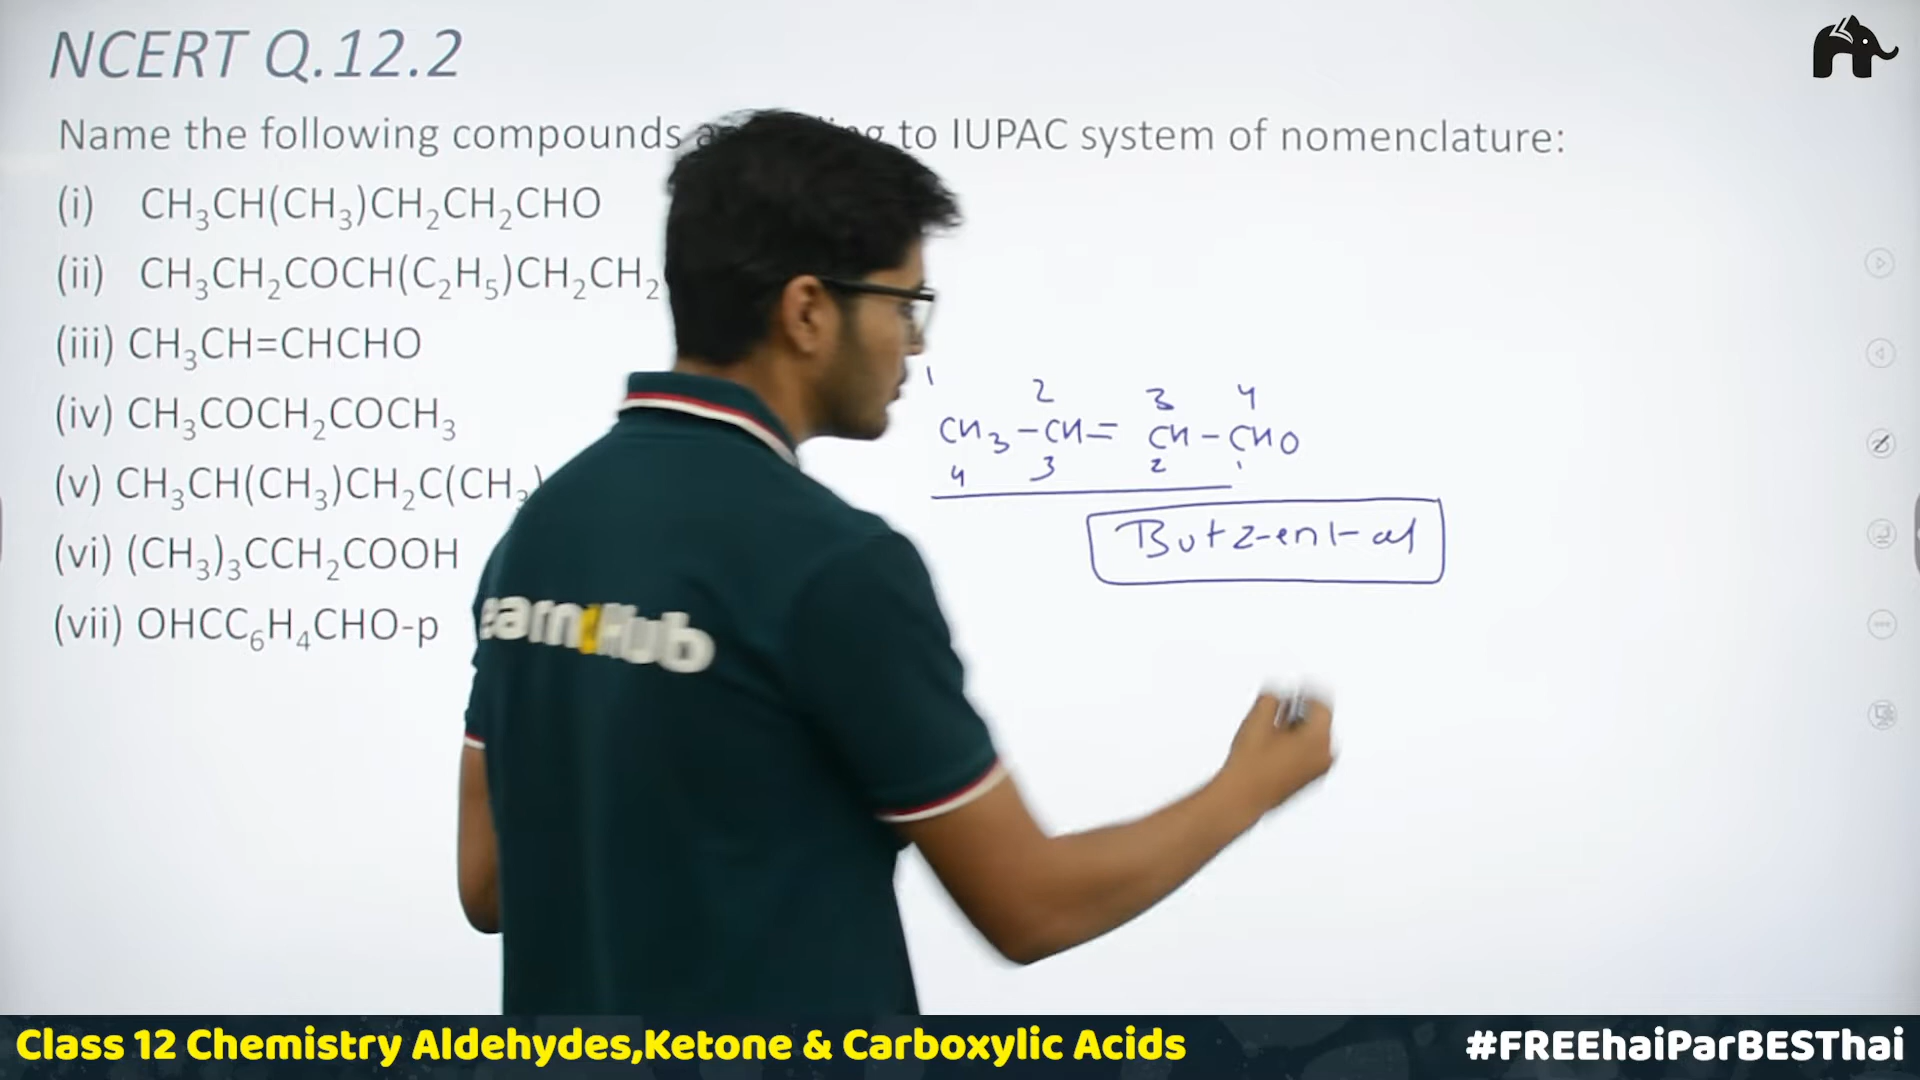 NCERT Q.12.2
Name the following compounds to IUPAC system of nomenclature:
(i) CH₃CH(CH₃)CH₂CH₂CHO
(ii) CH₃CH₂COCH(C₂H₅)CH₂CH₂
(iii) CH₃CH=CHCHO
(iv) CH₃COCH₂COCH₃
(v) CH₃CH(CH₃)CH₂C(CH₃)
(vi) (CH₃)₃CCH₂COOH
(vii) OHCC₆H₄CHO-p
1 2 3 4
CH₃-CH= CH-CHO
4 3 2 1
But 2-en 1-al
earn Hub
Class 12 Chemistry Aldehydes,Ketone & Carboxylic Acids
#FREEhaiParBESThai